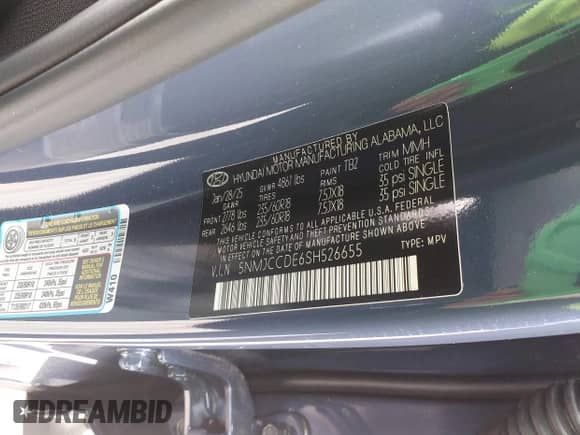 MANUFACTURED BY
HYUNDAI MOTOR MANUFACTURING ALABAMA, LLC
Jan/28/25 GVWR 4861 lbs PAINT TB2 TRIM MMH
GAWR TIRES RIMS COLD TIRE INFL
FRONT 2778 lbs 235/60R18 7.5JX18 35 psi SINGLE
REAR 2646 lbs 235/60R18 7.5JX18 35 psi SINGLE
THIS VEHICLE CONFORMS TO ALL APPLICABLE U.S.A. FEDERAL
MOTOR VEHICLE SAFETY AND THEFT PREVENTION STANDARDS
IN EFFECT ON THE DATE OF MANUFACTURE SHOWN ABOVE.
V.I.N 5NMJCCDE6SH526655 TYPE: MPV
W410
DREAMBID